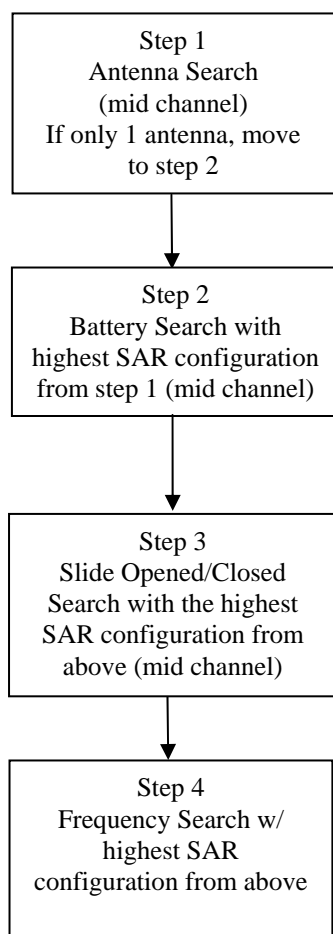 Step 1
Antenna Search
(mid channel)
If only 1 antenna, move
to step 2
Step 2
Battery Search with
highest SAR configuration
from step 1 (mid channel)
Step 3
Slide Opened/Closed
Search with the highest
SAR configuration from
above (mid channel)
Step 4
Frequency Search w/
highest SAR
configuration from above